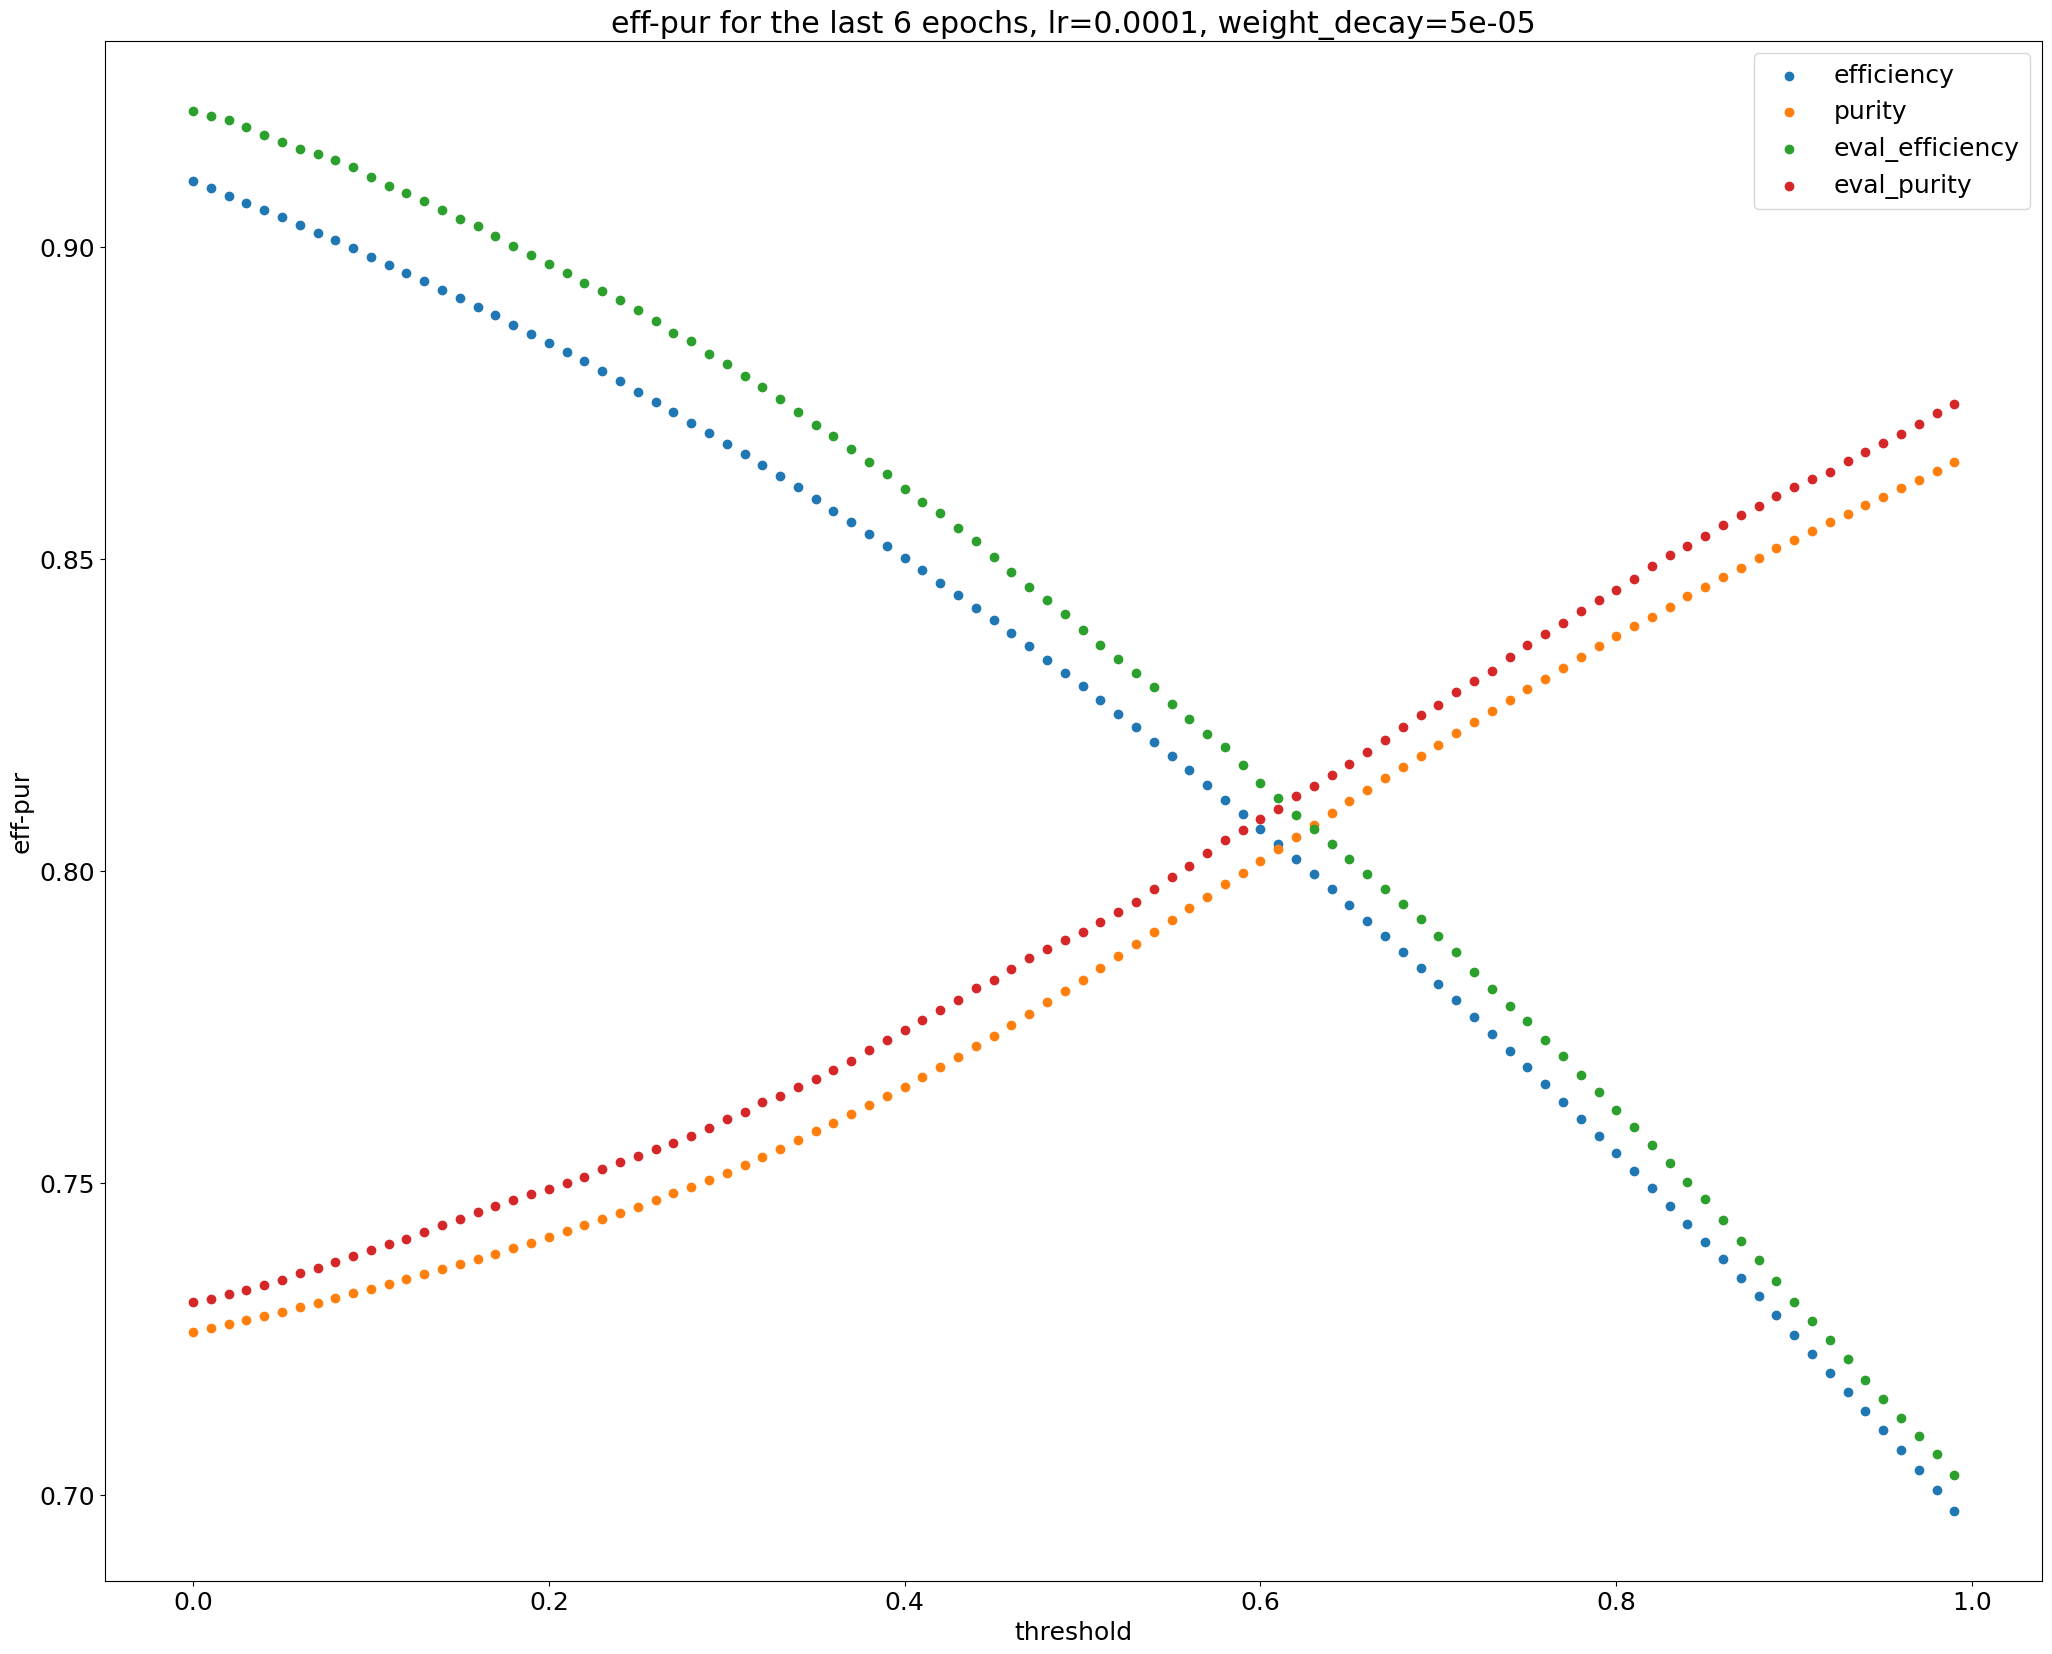 eff-pur for the last 6 epochs, lr=0.0001, weight_decay=5e-05
efficiency
purity
eval_efficiency
eval_purity
0.90
0.85
0.80
0.75
0.70
eff-pur
0.0 0.2 0.4 0.6 0.8 1.0
threshold